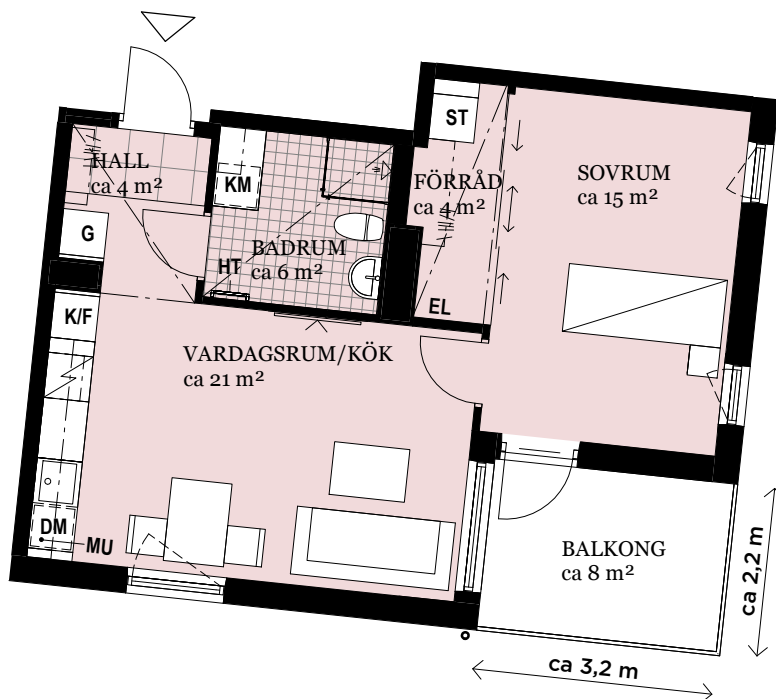 ST
HALL
ca 4 m²
KM
FÖRRÅD
ca 4 m²
SOVRUM
ca 15 m²
G
BADRUM
ca 6 m²
HT
EL
K/F
VARDAGSRUM/KÖK
ca 21 m²
DM
MU
BALKONG
ca 8 m²
ca 2,2 m
ca 3,2 m